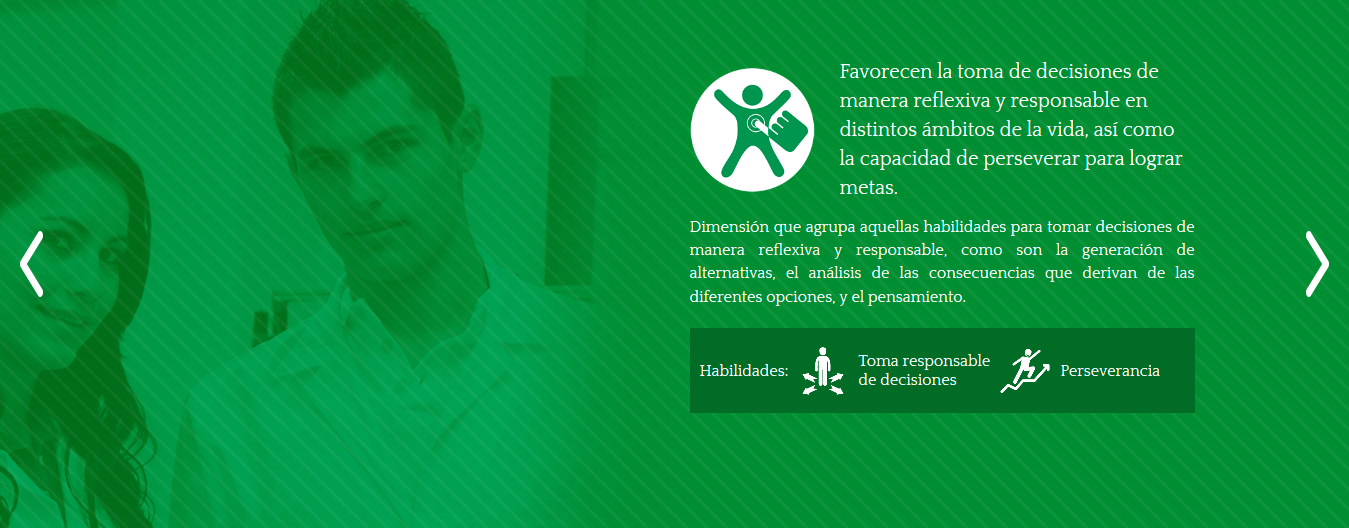 Favorecen la toma de decisiones de
manera reflexiva y responsable en
distintos ámbitos de la vida, así como
la capacidad de perseverar para lograr
metas.
Dimensión que agrupa aquellas habilidades para tomar decisiones de
manera reflexiva y responsable, como son la generación de
alternativas, el análisis de las consecuencias que derivan de las
diferentes opciones, y el pensamiento.
Habilidades:
Toma responsable
de decisiones
Perseverancia